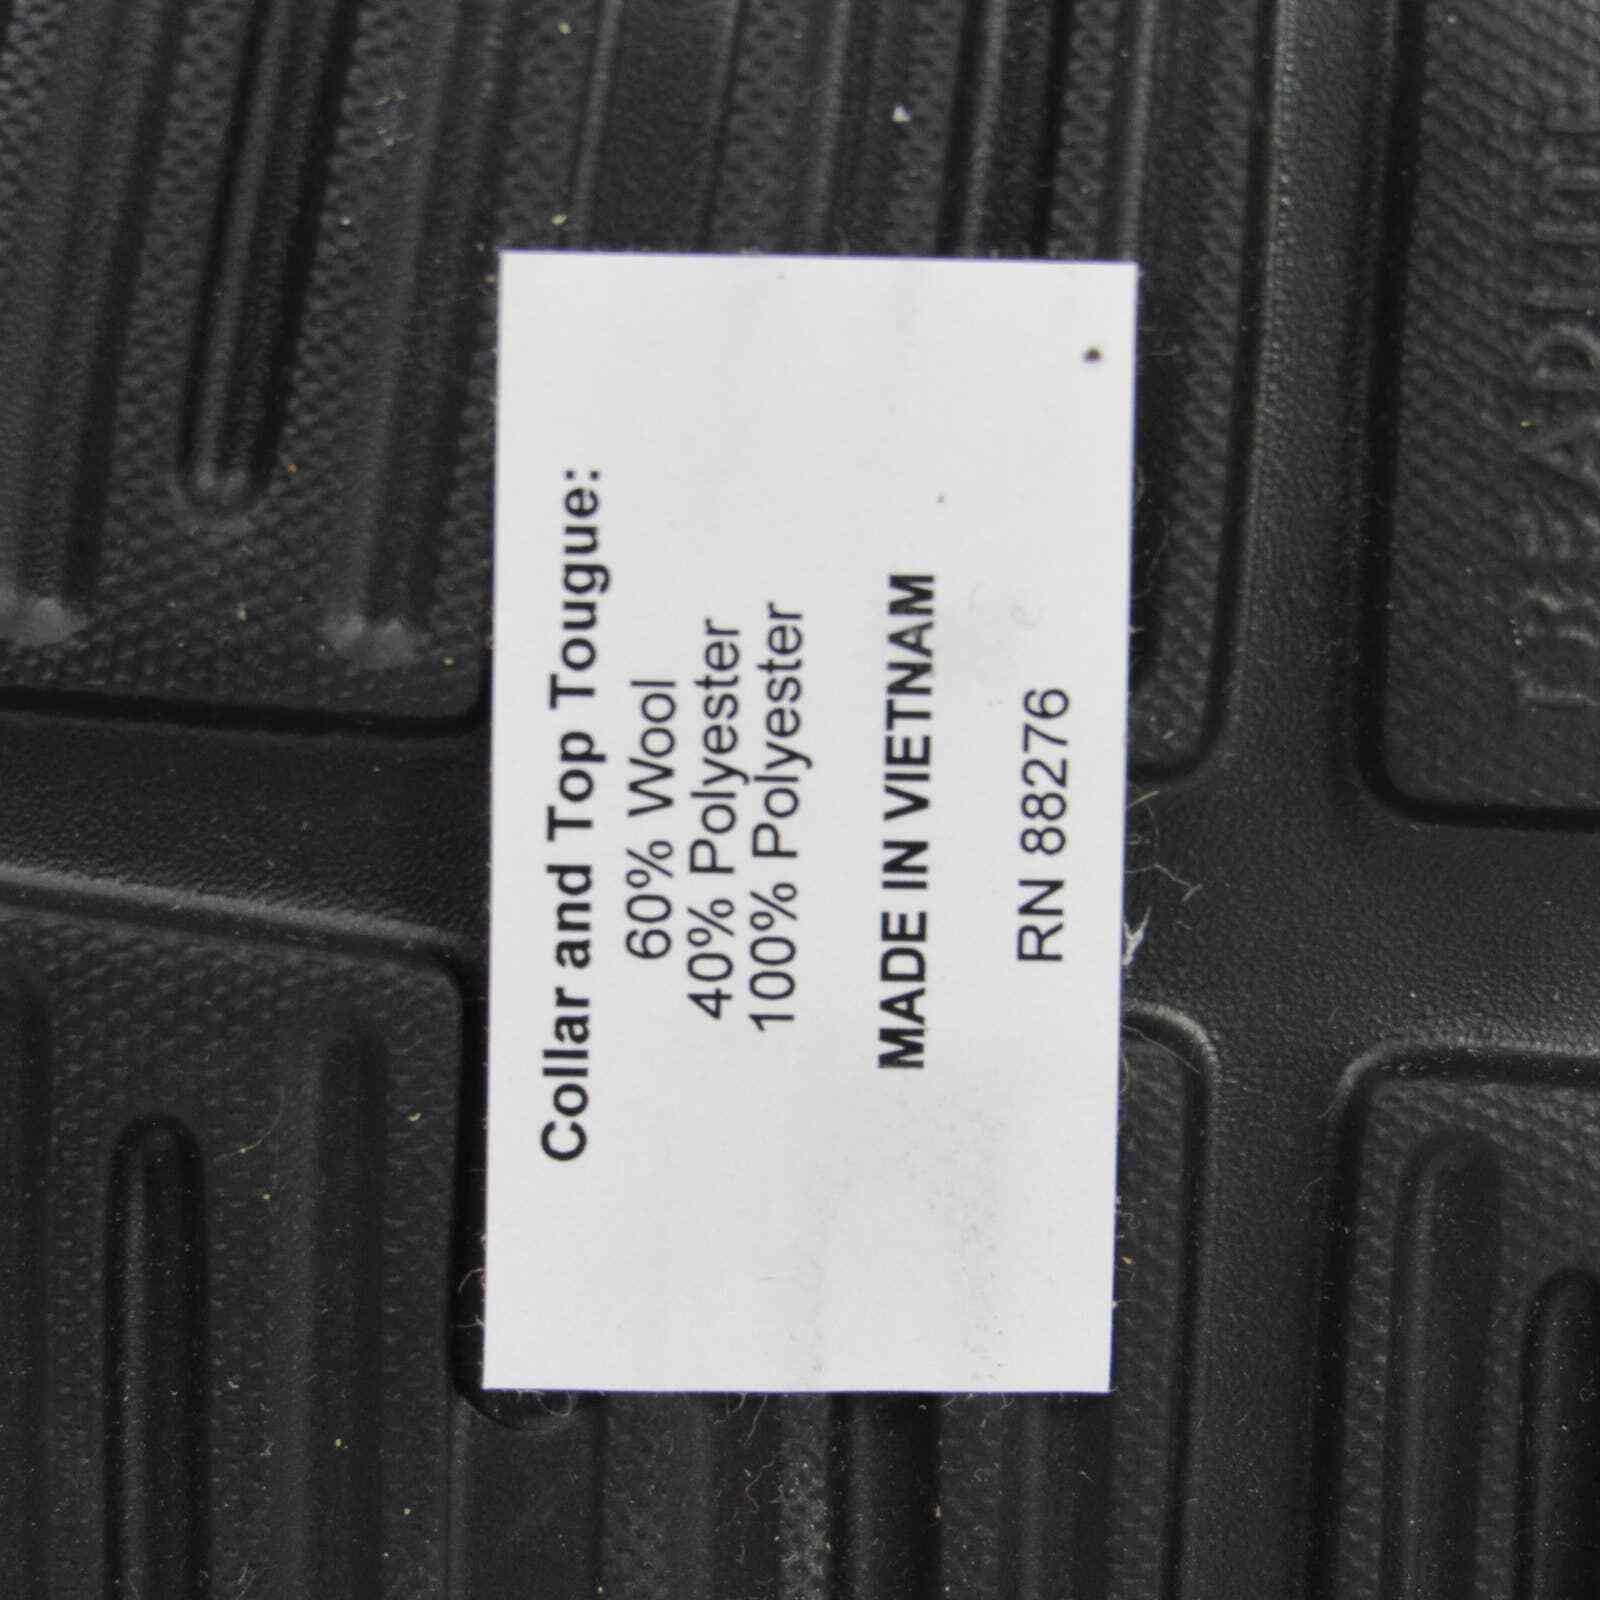 Collar and Top Tougue:
60% Wool
40% Polyester
100% Polyester
MADE IN VIETNAM
RN 88276